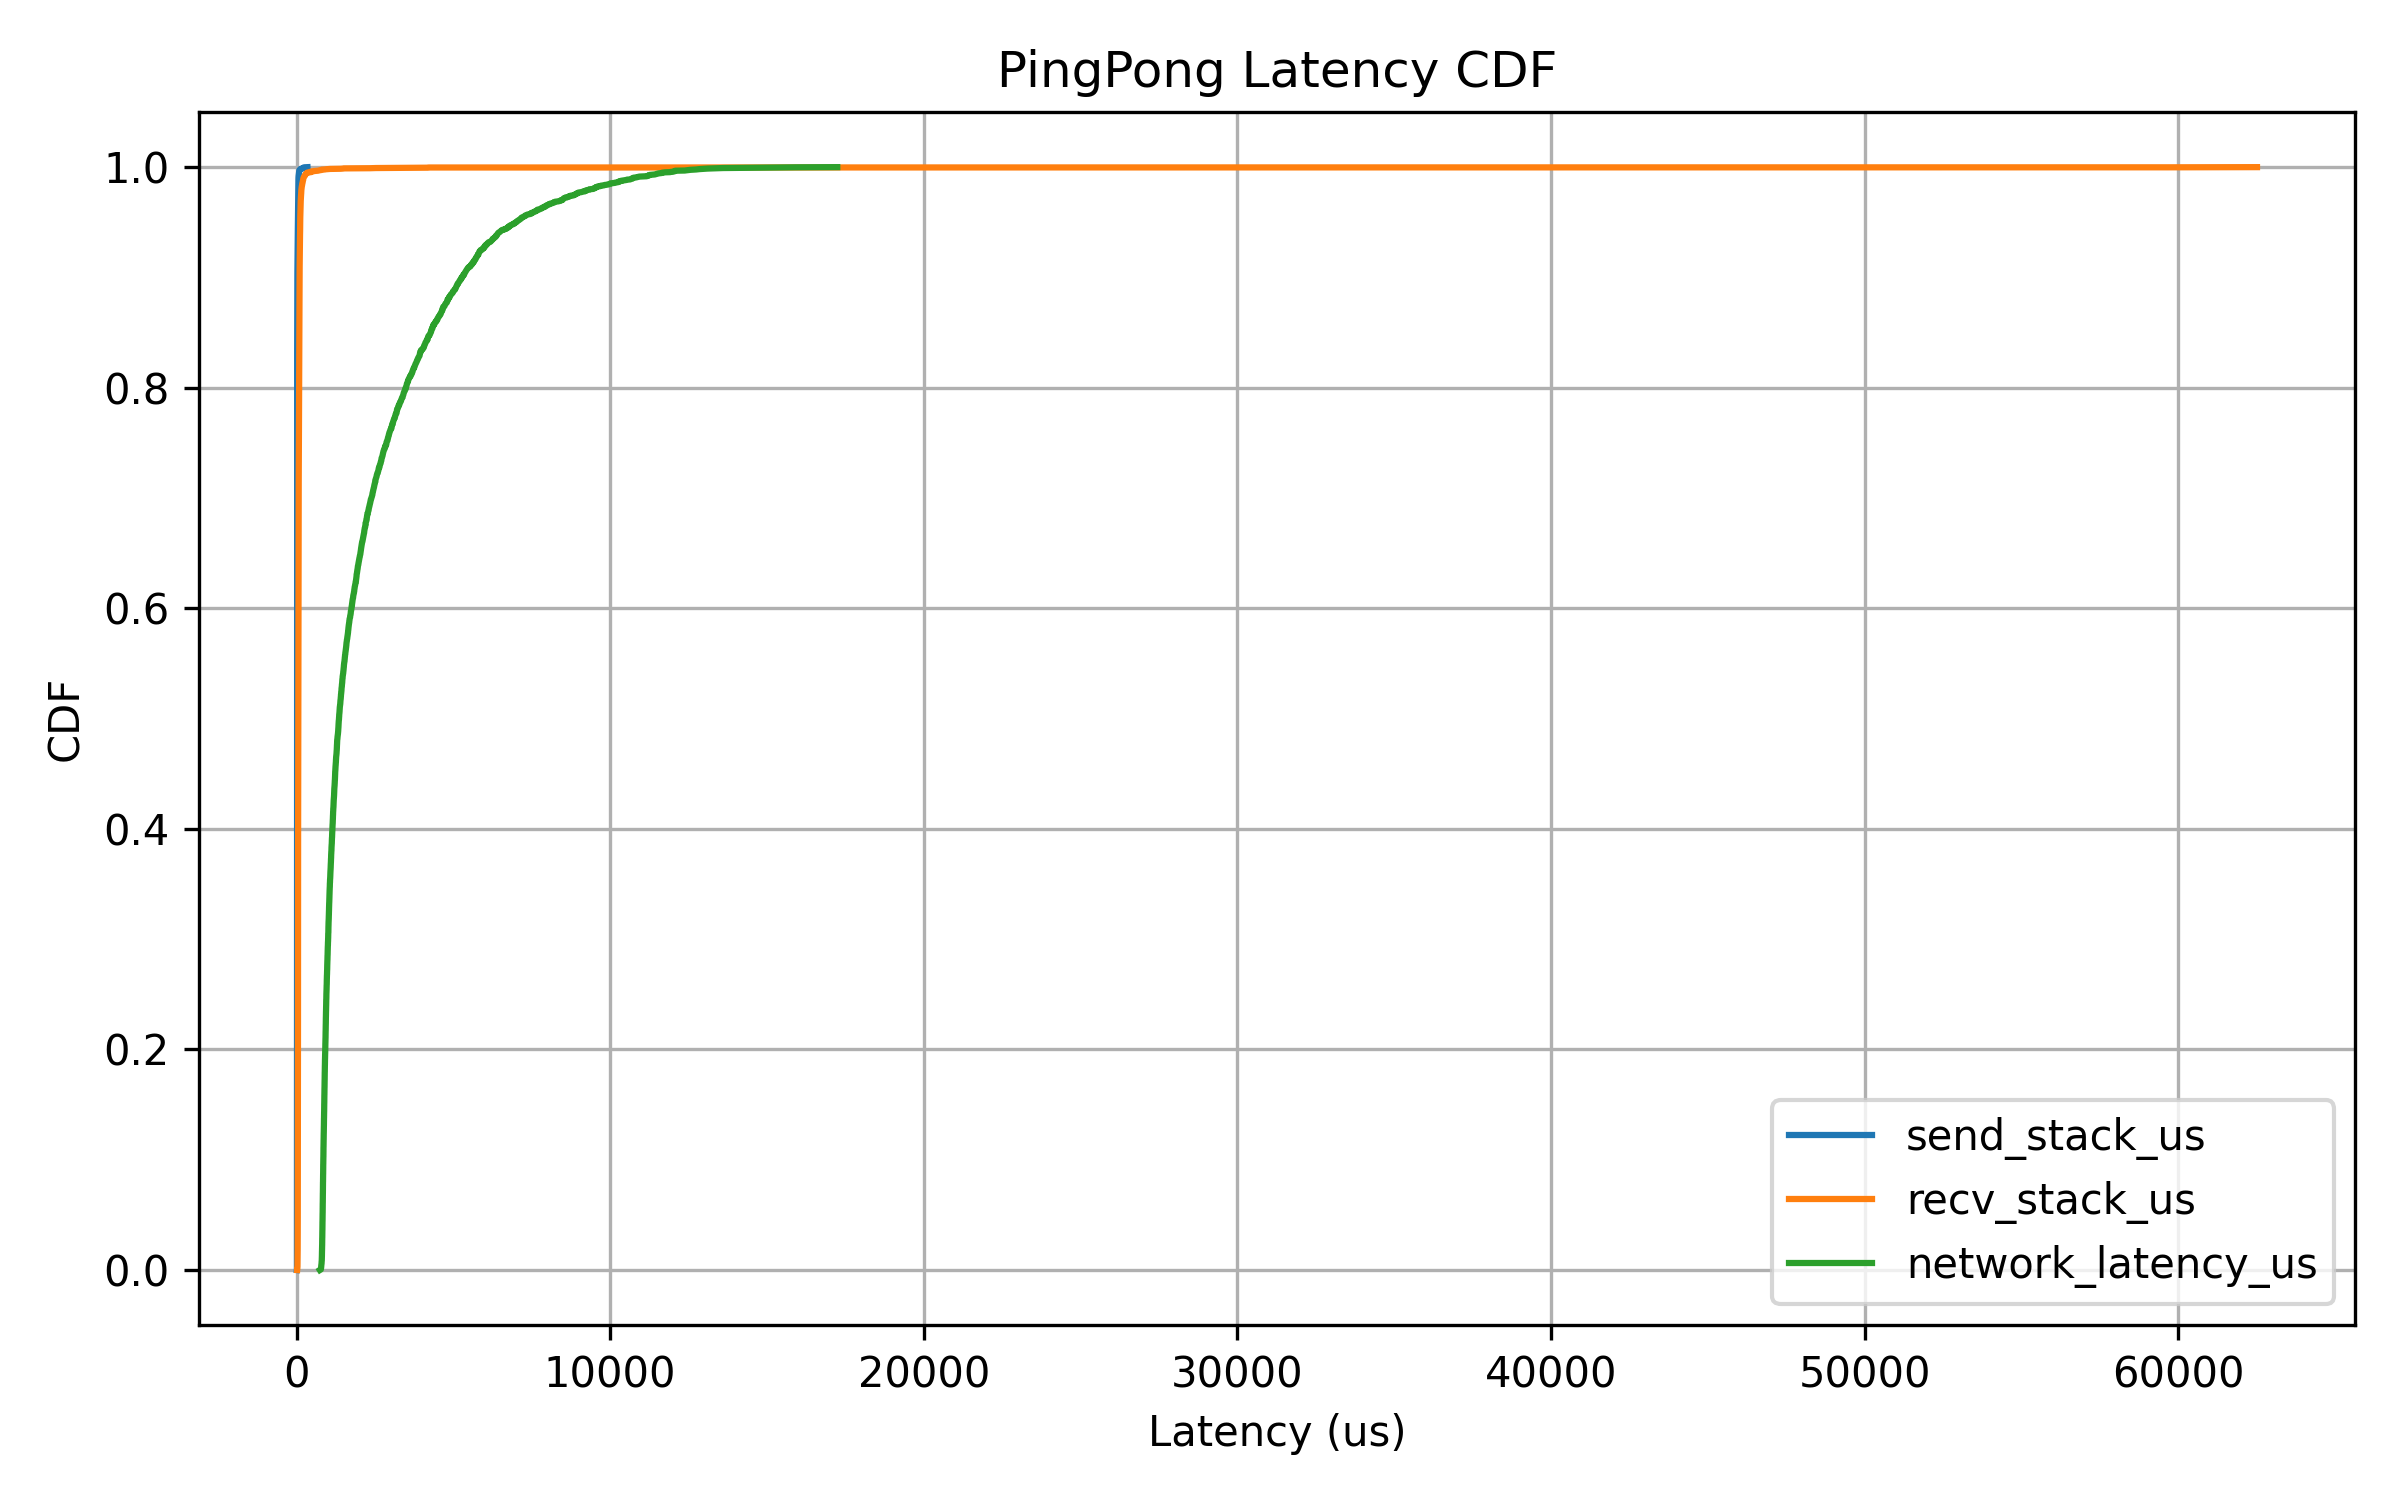 PingPong Latency CDF
1.0
0.8
0.6
0.4
0.2
0.0
CDF
0 10000 20000 30000 40000 50000 60000
Latency (us)
send_stack_us
recv_stack_us
network_latency_us